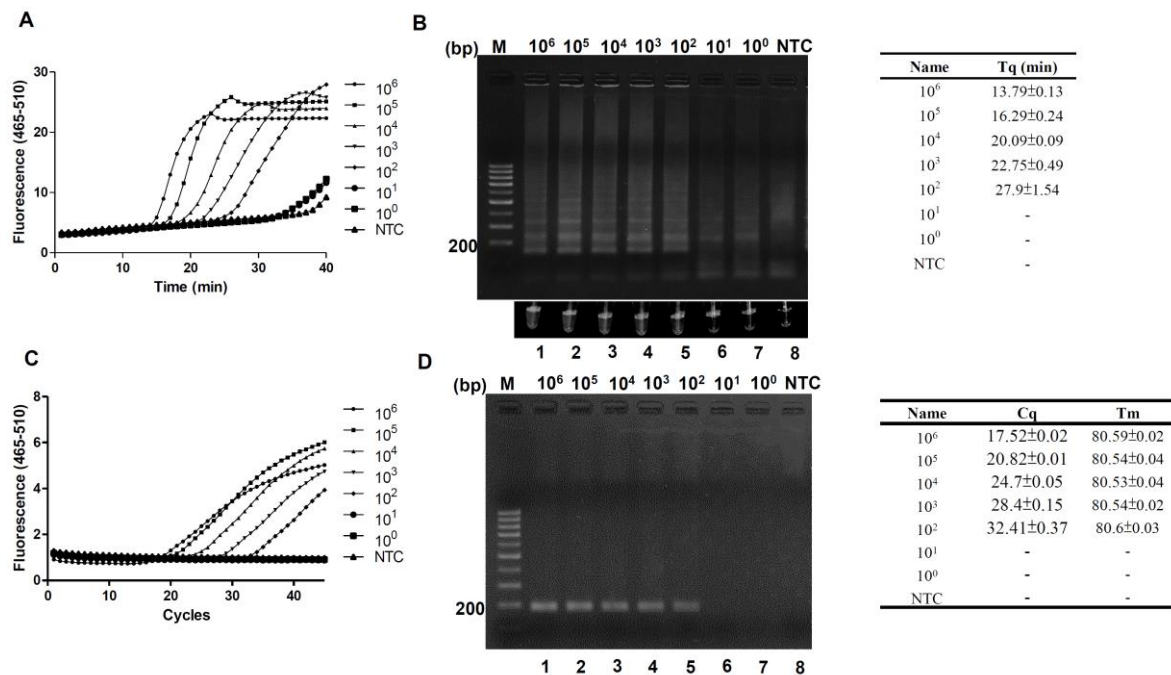 A
Fluorescence (465-510)
30
20
10
0
0 10 20 30 40
Time (min)
10⁶
10⁵
10⁴
10³
10²
10¹
10⁰
NTC
B
(bp) M 10⁶ 10⁵ 10⁴ 10³ 10² 10¹ 10⁰ NTC
200
1 2 3 4 5 6 7 8
Name Tq (min)
10⁶ 13.79±0.13
10⁵ 16.29±0.24
10⁴ 20.09±0.09
10³ 22.75±0.49
10² 27.9±1.54
10¹ -
10⁰ -
NTC -
C
Fluorescence (465-510)
8
6
4
2
0
0 10 20 30 40
Cycles
10⁶
10⁵
10⁴
10³
10²
10¹
10⁰
NTC
D
(bp) M 10⁶ 10⁵ 10⁴ 10³ 10² 10¹ 10⁰ NTC
200
1 2 3 4 5 6 7 8
Name Cq Tm
10⁶ 17.52±0.02 80.59±0.02
10⁵ 20.82±0.01 80.54±0.04
10⁴ 24.7±0.05 80.53±0.04
10³ 28.4±0.15 80.54±0.02
10² 32.41±0.37 80.6±0.03
10¹ - -
10⁰ - -
NTC - -